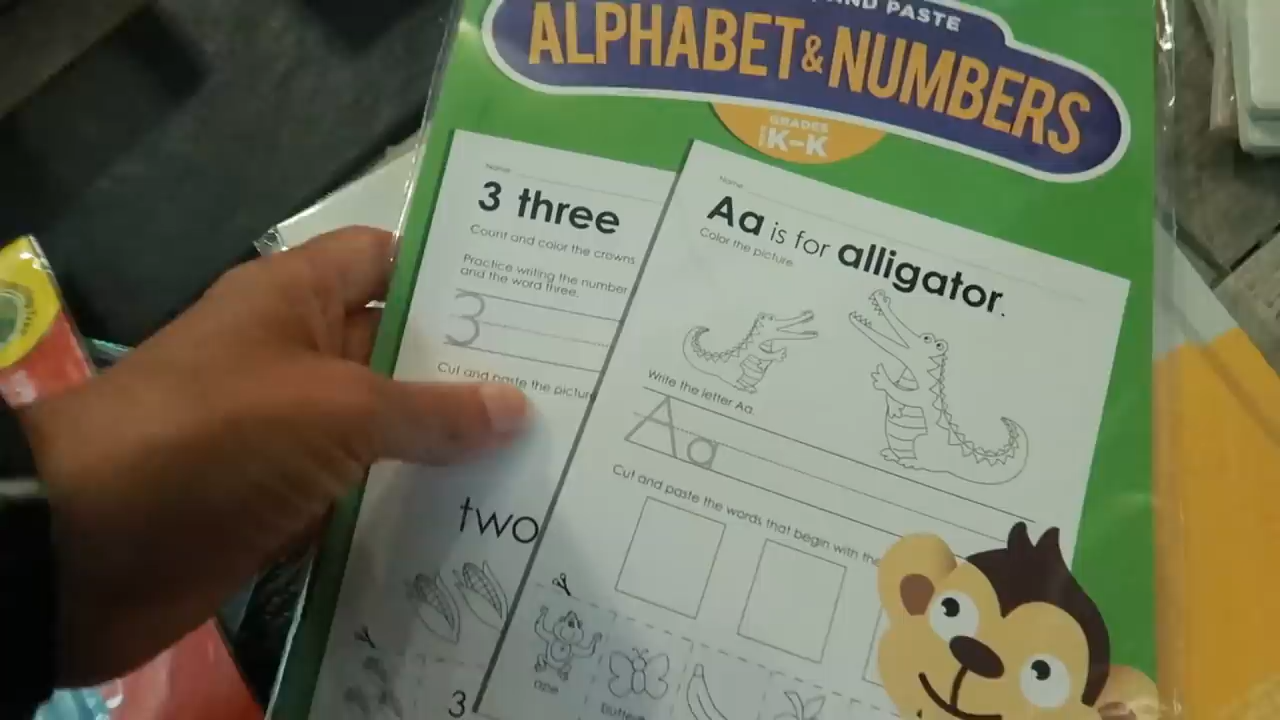 AND PASTE
ALPHABET & NUMBERS
GRADES
K-K
Name
3 three
Count and color the crowns
Practice writing the number
and the word three.
3
Cut and paste the
two
3
Name
Aa is for alligator.
Color the picture.
Write the letter Aa.
Aa
Cut and paste the words that begin with the
ape